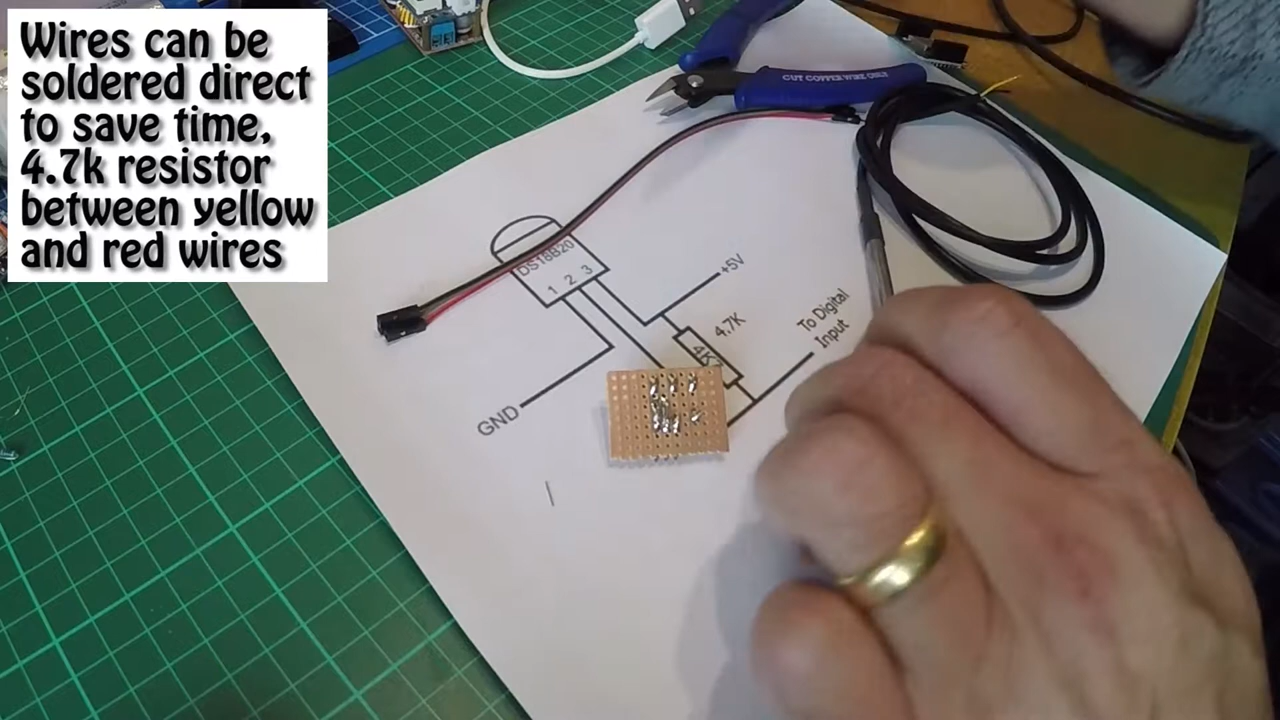 Wires can be
soldered direct
to save time,
4.7k resistor
between yellow
and red wires
CUT COPPER WIRE ONLY
DS18B20
1 2 3
+5V
4.7K
4K7
To Digital
Input
GND